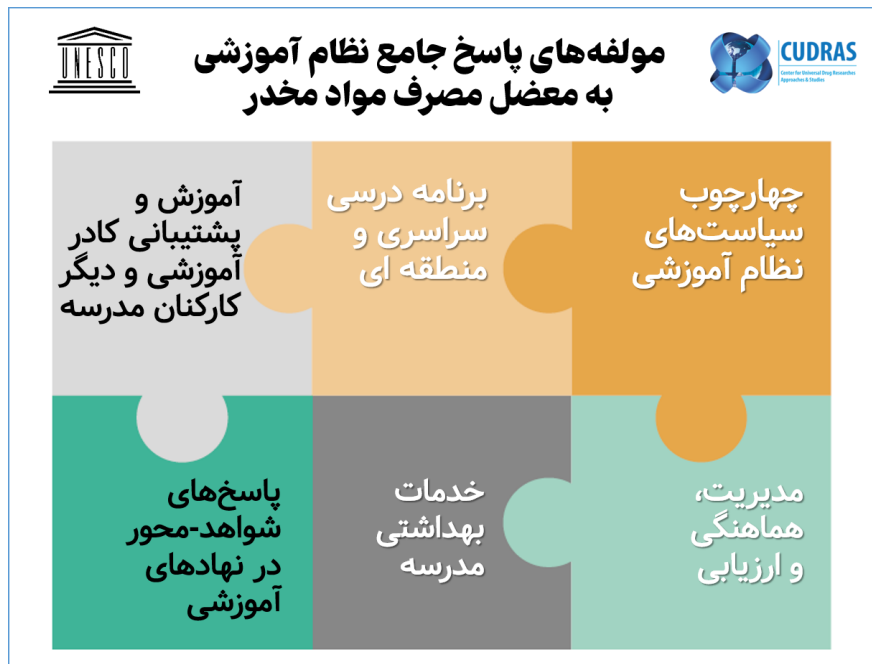 مولفه‌های پاسخ جامع نظام آموزشی
به معضل مصرف مواد مخدر
CUDRAS
Center for Universal Drug Researches
Approaches & Studies
UNESCO
چهارچوب
سیاست‌های
نظام آموزشی
برنامه درسی
سراسری و
منطقه ای
آموزش و
پشتیبانی کادر
آموزشی و دیگر
کارکنان مدرسه
مدیریت،
هماهنگی
و ارزیابی
خدمات
بهداشتی
مدرسه
پاسخ‌های
شواهد-محور
در نهادهای
آموزشی